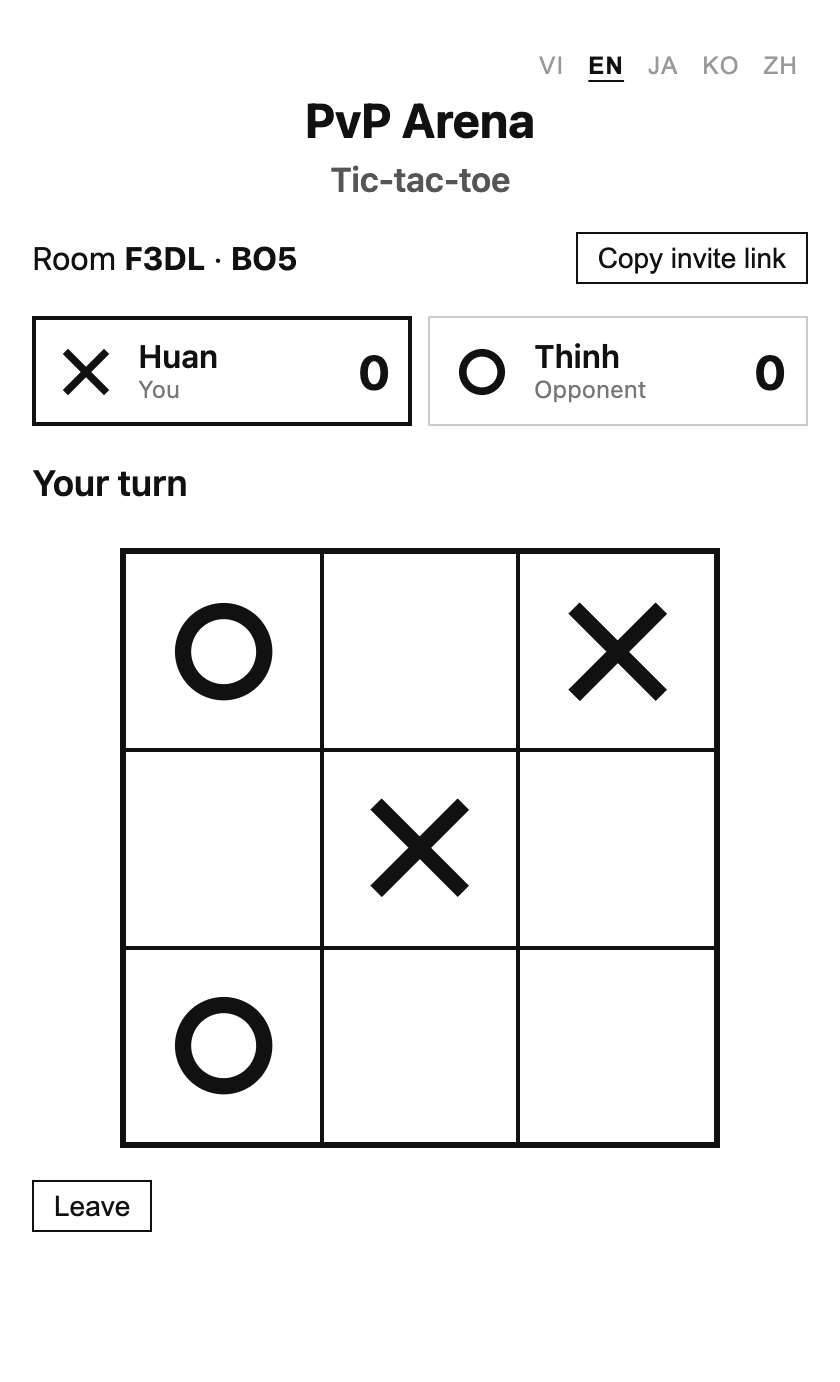 VI EN JA KO ZH
PvP Arena
Tic-tac-toe
Room F3DL · BO5
Copy invite link
Huan
You
0
Thinh
Opponent
0
Your turn
Leave